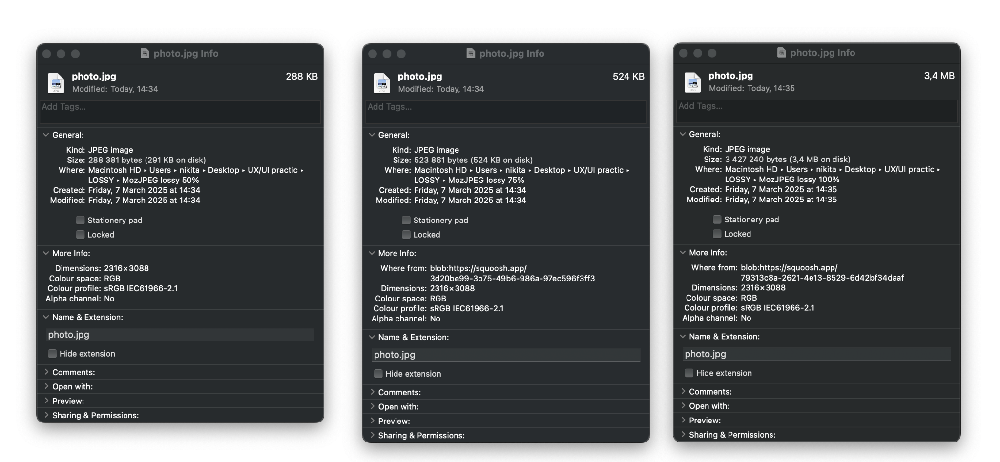 photo.jpg Info
photo.jpg
288 KB
Modified: Today, 14:34
Add Tags...
General:
Kind: JPEG image
Size: 288 381 bytes (291 KB on disk)
Where: Macintosh HD ▸ Users ▸ nikita ▸ Desktop ▸ UX/UI practic ▸
LOSSY ▸ MozJPEG lossy 50%
Created: Friday, 7 March 2025 at 14:34
Modified: Friday, 7 March 2025 at 14:34
Stationery pad
Locked
More Info:
Dimensions: 2316×3088
Colour space: RGB
Colour profile: sRGB IEC61966-2.1
Alpha channel: No
Name & Extension:
photo.jpg
Hide extension
Comments:
Open with:
Preview:
Sharing & Permissions:
photo.jpg Info
photo.jpg
524 KB
Modified: Today, 14:34
Add Tags...
General:
Kind: JPEG image
Size: 523 861 bytes (524 KB on disk)
Where: Macintosh HD ▸ Users ▸ nikita ▸ Desktop ▸ UX/UI practic ▸
LOSSY ▸ MozJPEG lossy 75%
Created: Friday, 7 March 2025 at 14:34
Modified: Friday, 7 March 2025 at 14:34
Stationery pad
Locked
More Info:
Where from: blob:https://squoosh.app/
3d20be99-3b75-49b6-986a-97ec596f3ff3
Dimensions: 2316×3088
Colour space: RGB
Colour profile: sRGB IEC61966-2.1
Alpha channel: No
Name & Extension:
photo.jpg
Hide extension
Comments:
Open with:
Preview:
Sharing & Permissions:
photo.jpg Info
photo.jpg
3,4 MB
Modified: Today, 14:35
Add Tags...
General:
Kind: JPEG image
Size: 3 427 240 bytes (3,4 MB on disk)
Where: Macintosh HD ▸ Users ▸ nikita ▸ Desktop ▸ UX/UI practic ▸
LOSSY ▸ MozJPEG lossy 100%
Created: Friday, 7 March 2025 at 14:35
Modified: Friday, 7 March 2025 at 14:35
Stationery pad
Locked
More Info:
Where from: blob:https://squoosh.app/
79313c8a-2621-4e13-8529-6d42bf34daaf
Dimensions: 2316×3088
Colour space: RGB
Colour profile: sRGB IEC61966-2.1
Alpha channel: No
Name & Extension:
photo.jpg
Hide extension
Comments:
Open with:
Preview:
Sharing & Permissions: